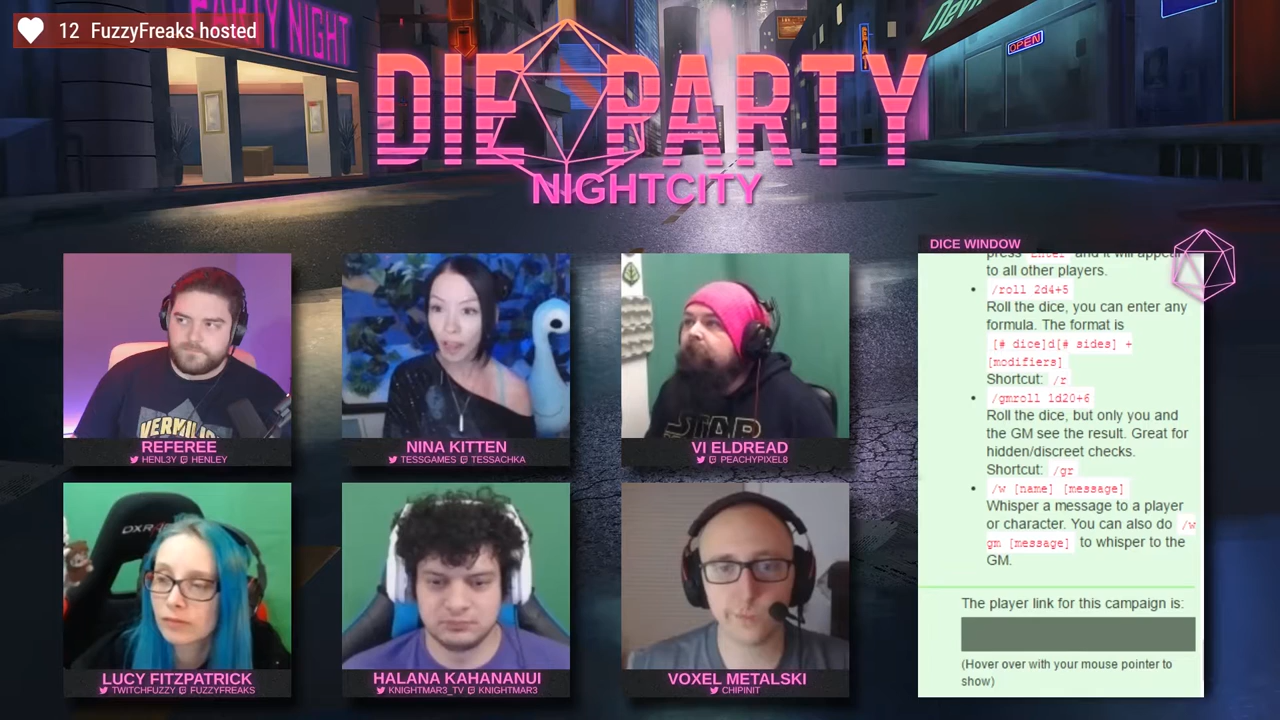 12 FuzzyFreaks hosted
PARTY NIGHT
OPEN
DIE PARTY
NIGHTCITY
DICE WINDOW
press Enter and it will appear
to all other players.
/roll 2d4+5
Roll the dice, you can enter any
formula. The format is
[# dice]d[# sides] +
[modifiers]
Shortcut: /r
/gmroll 1d20+6
Roll the dice, but only you and
the GM see the result. Great for
hidden/discreet checks.
Shortcut: /gr
/w [name] [message]
Whisper a message to a player
or character. You can also do /w
gm [message] to whisper to the
GM.
The player link for this campaign is:
(Hover over with your mouse pointer to
show)
REFEREE
HENL3Y HENLEY
NINA KITTEN
TESSGAMES TESSACHKA
STAR
VI ELDREAD
PEACHYPIXEL8
DXR
LUCY FITZPATRICK
TWITCHFUZZY FUZZYFREAKS
HALANA KAHANANUI
KNIGHTMAR3_TV KNIGHTMAR3
VOXEL METALSKI
CHIPINIT